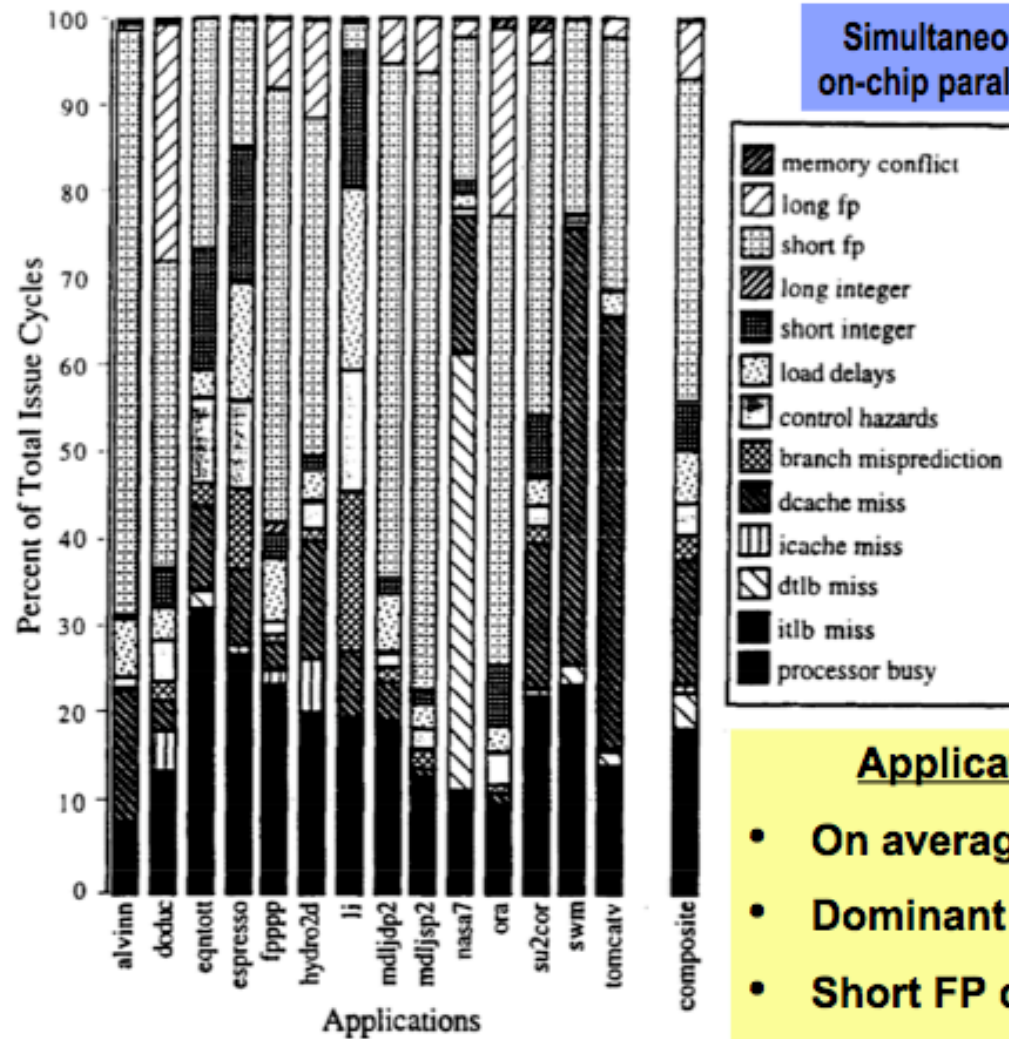 100
90
80
70
60
50
40
30
20
10
0
Percent of Total Issue Cycles
alvinn
doduc
eqntott
espresso
fpppp
hydro2d
li
mdljdp2
mdljsp2
nasa7
ora
su2cor
swm
tomcatv
composite
Applications
Simultaneo
on-chip paral
memory conflict
long fp
short fp
long integer
short integer
load delays
control hazards
branch misprediction
dcache miss
icache miss
dtlb miss
itlb miss
processor busy
Applica
• On averag
• Dominant
• Short FP c